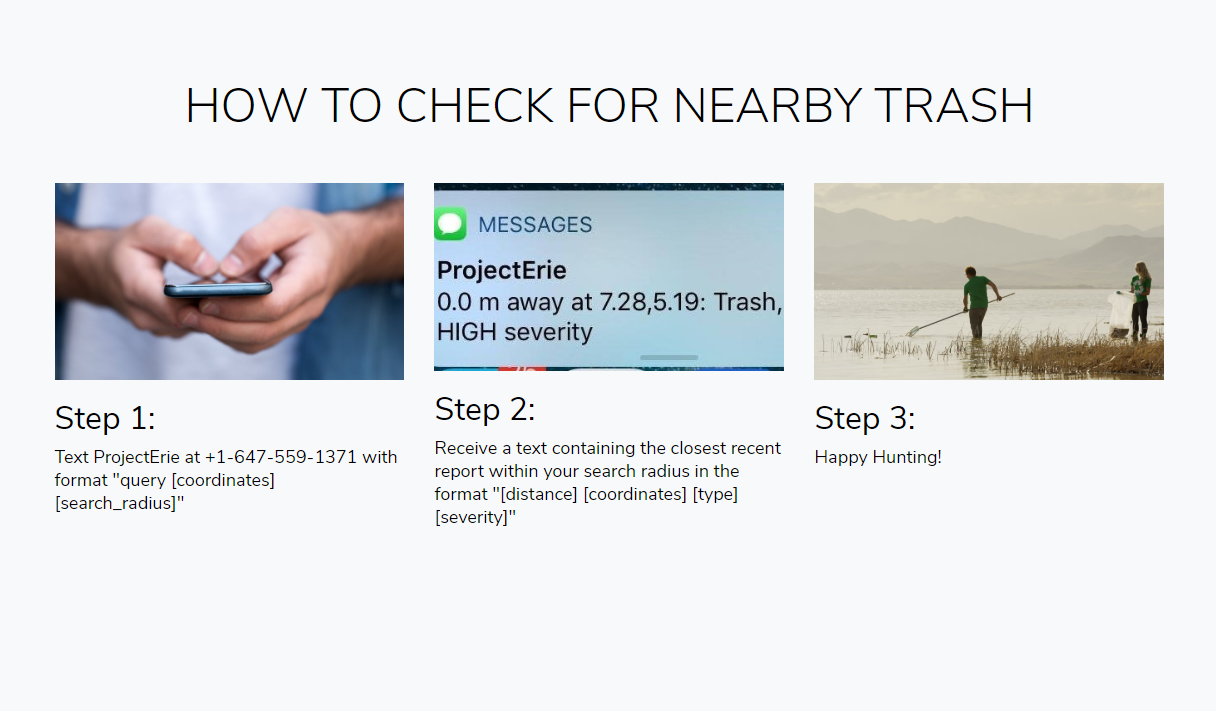 HOW TO CHECK FOR NEARBY TRASH
MESSAGES
ProjectErie
0.0 m away at 7.28,5.19: Trash,
HIGH severity
Step 1:
Text ProjectErie at +1-647-559-1371 with
format "query [coordinates]
[search_radius]"
Step 2:
Receive a text containing the closest recent
report within your search radius in the
format "[distance] [coordinates] [type]
[severity]"
Step 3:
Happy Hunting!